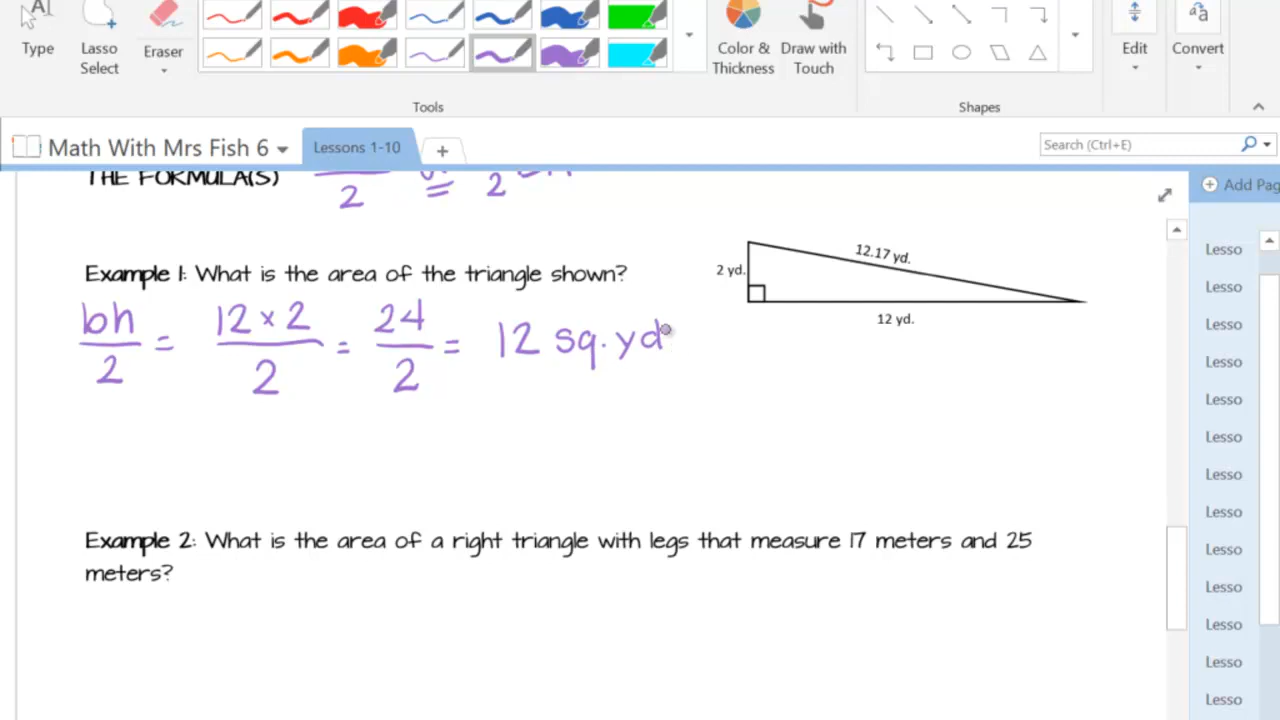 Type
Lasso Select
Eraser
Color & Thickness
Draw with Touch
Edit
Convert
Tools
Shapes
Math With Mrs Fish 6
Lessons 1-10
Search (Ctrl+E)
THE FORMULA(S)
2
2
Add Pag
Example 1: What is the area of the triangle shown?
12.17 yd.
2 yd.
12 yd.
bh/2 = 12 × 2/2 = 24/2 = 12 sq. yd
Example 2: What is the area of a right triangle with legs that measure 17 meters and 25
meters?
Lesso
Lesso
Lesso
Lesso
Lesso
Lesso
Lesso
Lesso
Lesso
Lesso
Lesso
Lesso
Lesso